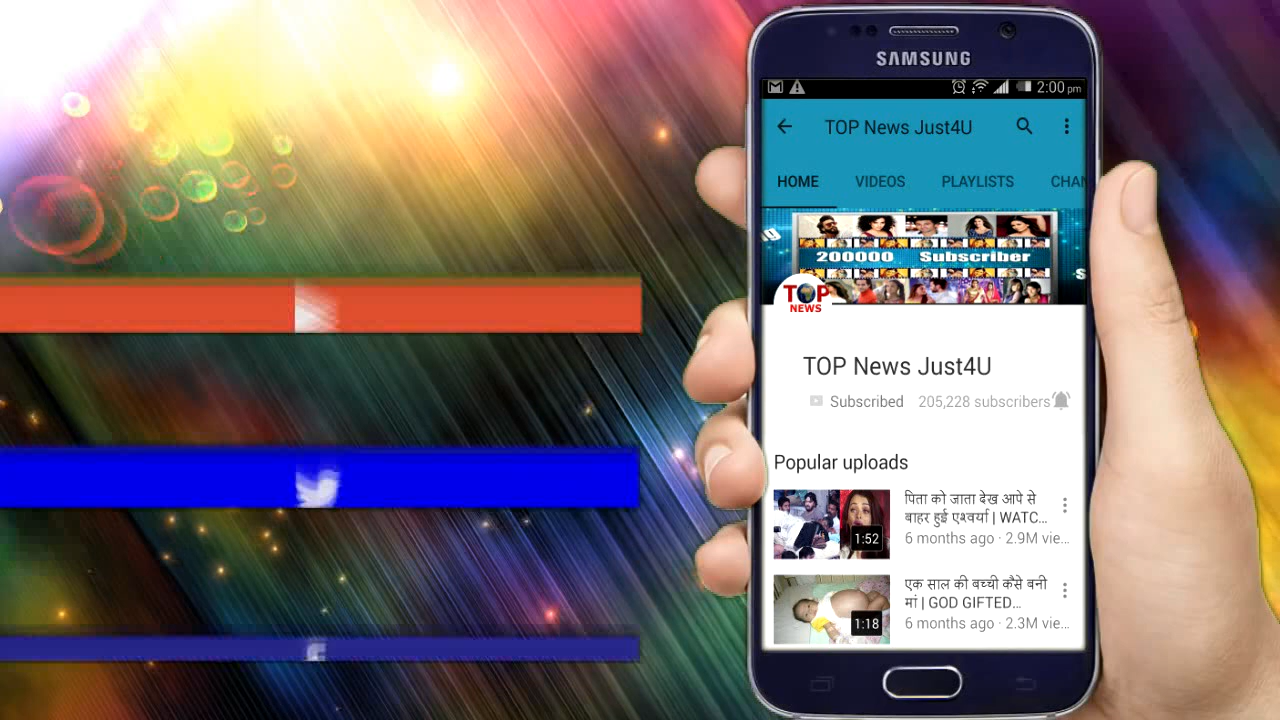 SAMSUNG
2:00 pm
TOP News Just4U
HOME VIDEOS PLAYLISTS CHAN
200000 Subscriber
TOP
NEWS
TOP News Just4U
Subscribed 205,228 subscribers
Popular uploads
पिता को जाता देख आपे से
बाहर हुई एश्वर्या | WATC...
1:52
6 months ago · 2.9M vie...
एक साल की बच्ची कैसे बनी
मां | GOD GIFTED...
1:18
6 months ago · 2.3M vie...